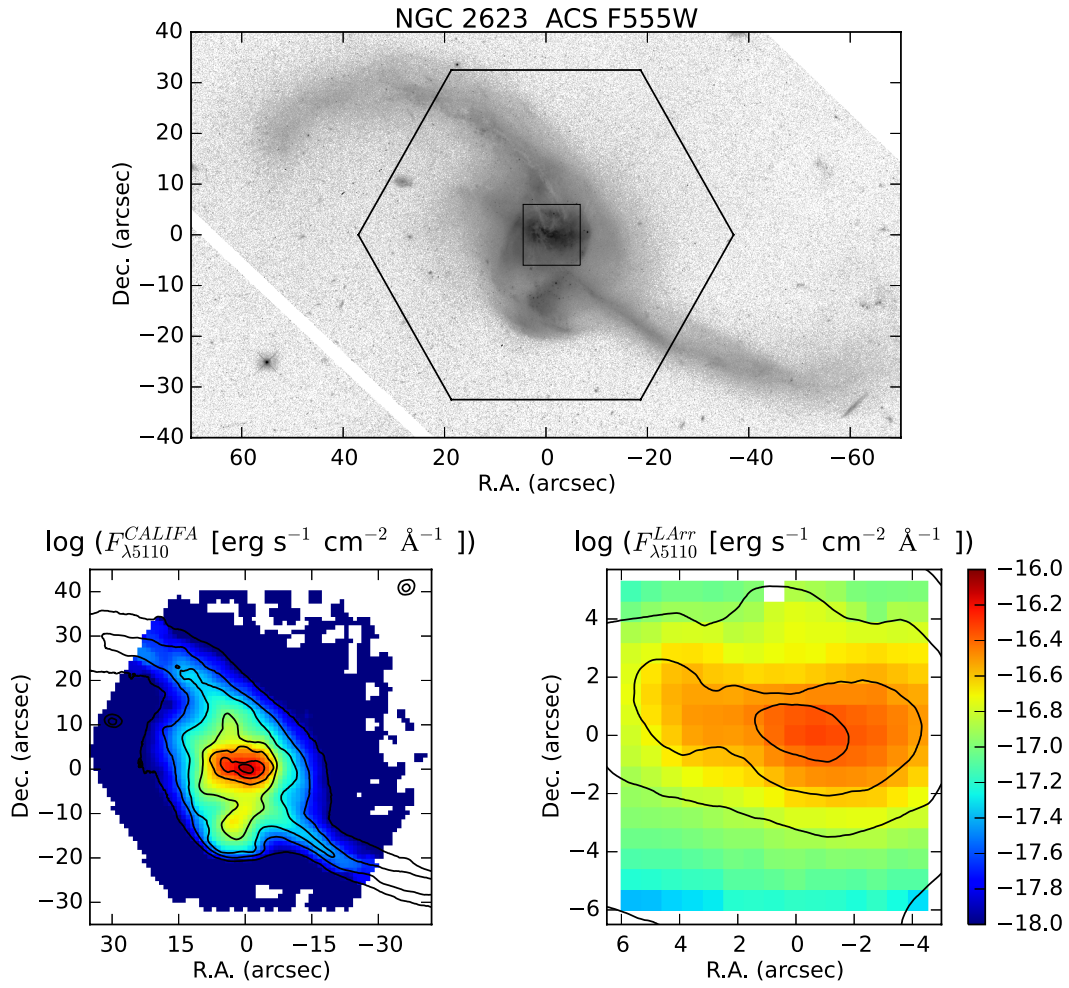 NGC 2623 ACS F555W
40
30
20
10
0
−10
−20
−30
−40
Dec. (arcsec)
60 40 20 0 −20 −40 −60
R.A. (arcsec)
log (F^{CALIFA}_{λ5110} [erg s⁻¹ cm⁻² Å⁻¹ ])
40
30
20
10
0
−10
−20
−30
Dec. (arcsec)
30 15 0 −15 −30
R.A. (arcsec)
log (F^{LArr}_{λ5110} [erg s⁻¹ cm⁻² Å⁻¹ ])
4
2
0
−2
−4
−6
Dec. (arcsec)
6 4 2 0 −2 −4
R.A. (arcsec)
−16.0
−16.2
−16.4
−16.6
−16.8
−17.0
−17.2
−17.4
−17.6
−17.8
−18.0